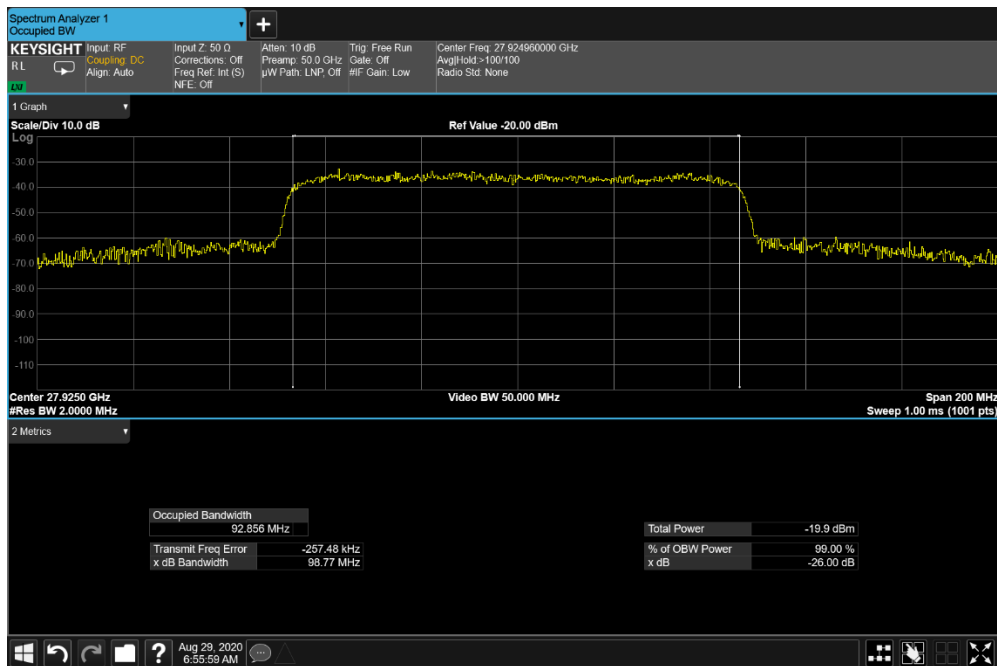 Spectrum Analyzer 1
Occupied BW
+
KEYSIGHT
R L
LXI
Input: RF
Coupling: DC
Align: Auto
Input Z: 50 Ω
Corrections: Off
Freq Ref: Int (S)
NFE: Off
Atten: 10 dB
Preamp: 50.0 GHz
µW Path: LNP, Off
Trig: Free Run
Gate: Off
#IF Gain: Low
Center Freq: 27.924960000 GHz
Avg|Hold:>100/100
Radio Std: None
1 Graph
Scale/Div 10.0 dB
Ref Value -20.00 dBm
Log
-30.0
-40.0
-50.0
-60.0
-70.0
-80.0
-90.0
-100
-110
Center 27.9250 GHz
Video BW 50.000 MHz
Span 200 MHz
#Res BW 2.0000 MHz
Sweep 1.00 ms (1001 pts)
2 Metrics
Occupied Bandwidth
92.856 MHz
Transmit Freq Error -257.48 kHz
x dB Bandwidth 98.77 MHz
Total Power -19.9 dBm
% of OBW Power 99.00 %
x dB -26.00 dB
?
Aug 29, 2020
6:55:59 AM